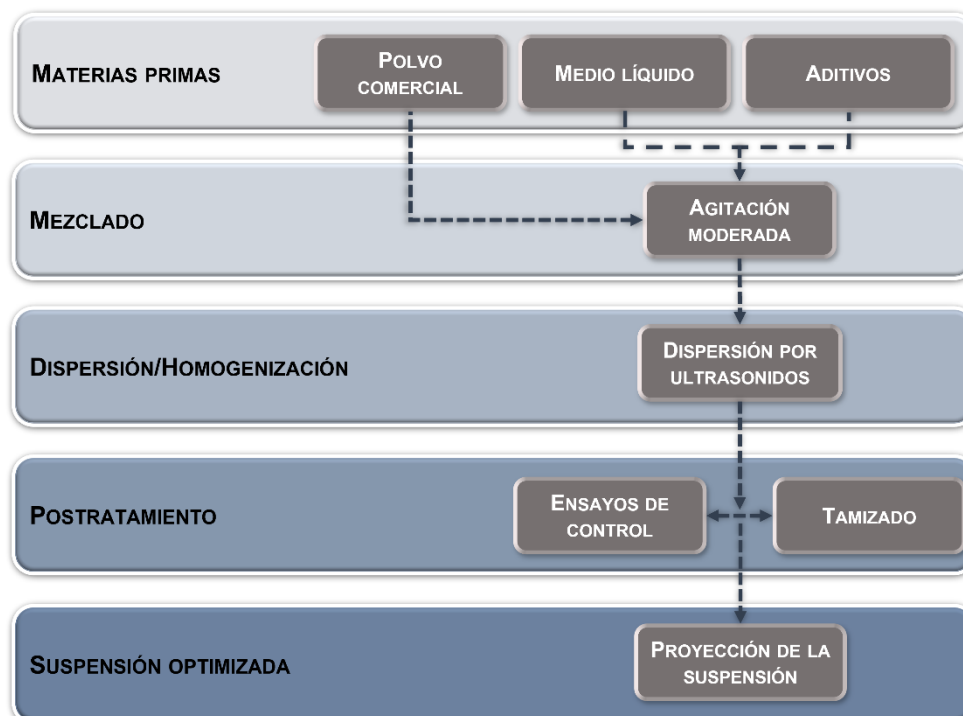 MATERIAS PRIMAS
POLVO
COMERCIAL
MEDIO LÍQUIDO
ADITIVOS
MEZCLADO
AGITACIÓN
MODERADA
DISPERSIÓN/HOMOGENIZACIÓN
DISPERSIÓN POR
ULTRASONIDOS
POSTRATAMIENTO
ENSAYOS DE
CONTROL
TAMIZADO
SUSPENSIÓN OPTIMIZADA
PROYECCIÓN DE LA
SUSPENSIÓN